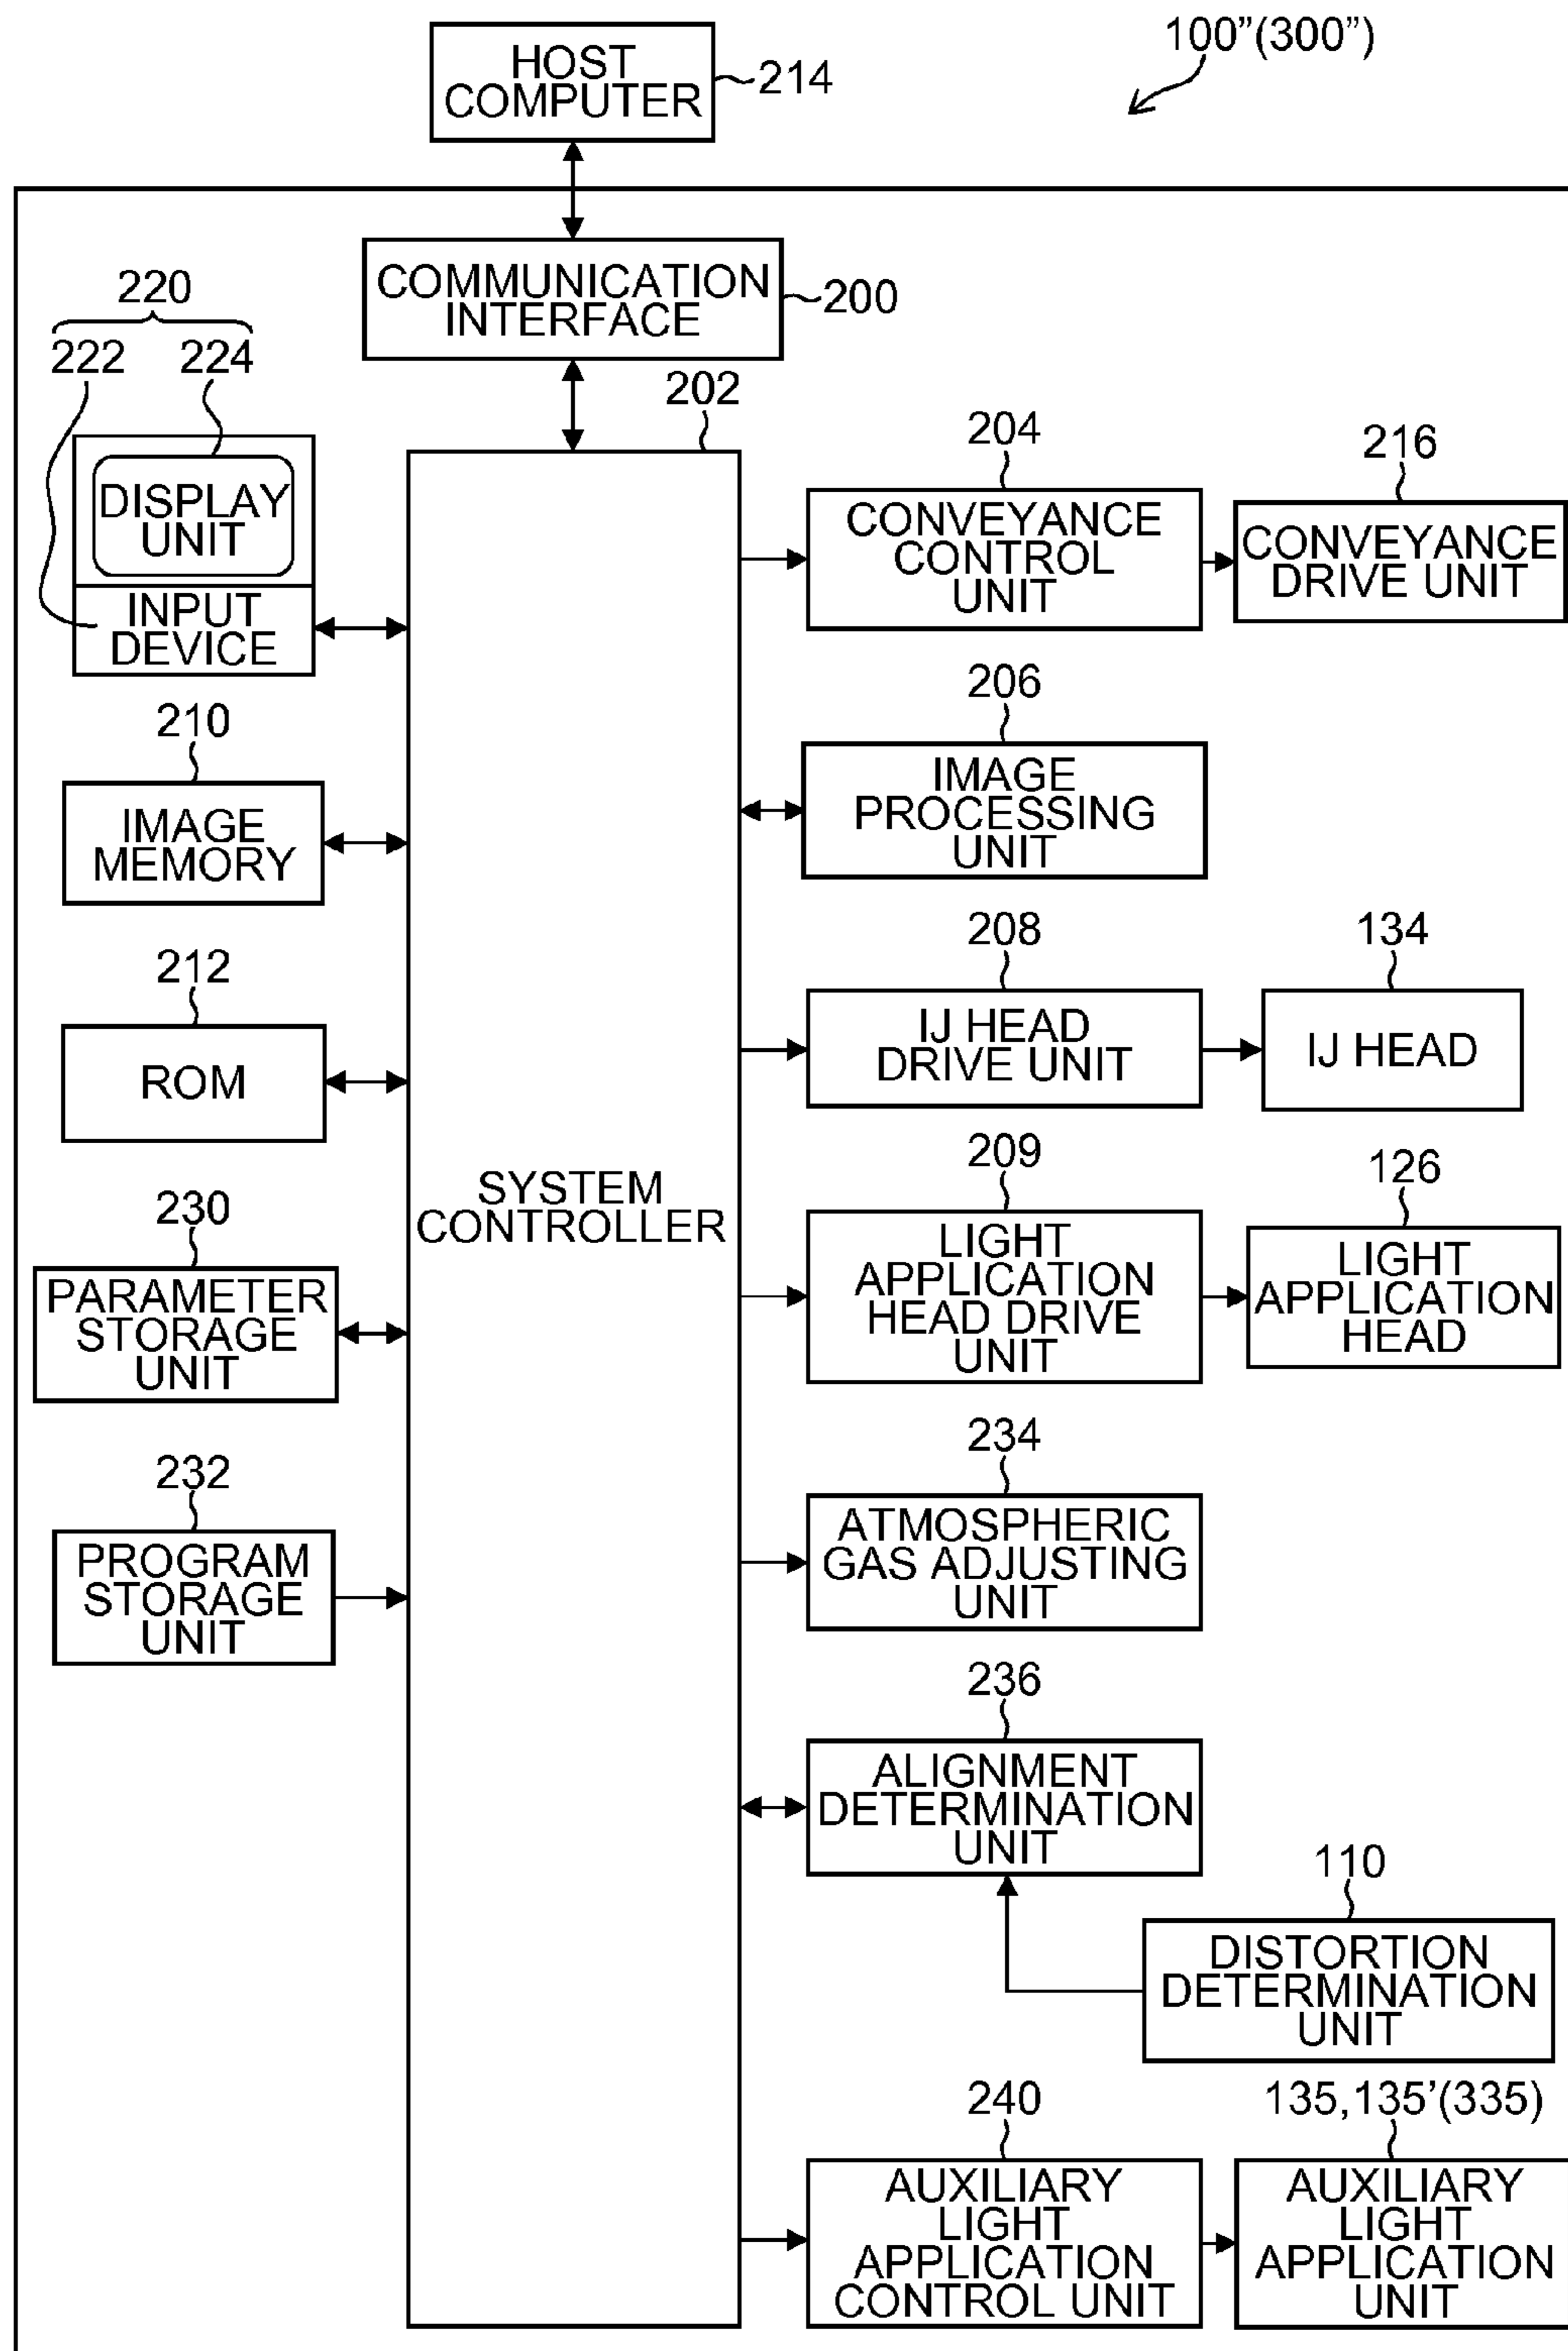 100”(300”)
HOST
COMPUTER
214
COMMUNICATION
INTERFACE
200
220
222
224
202
DISPLAY
UNIT
INPUT
DEVICE
204
CONVEYANCE
CONTROL
UNIT
216
CONVEYANCE
DRIVE UNIT
210
IMAGE
MEMORY
206
IMAGE
PROCESSING
UNIT
212
ROM
208
IJ HEAD
DRIVE UNIT
134
IJ HEAD
SYSTEM
CONTROLLER
230
PARAMETER
STORAGE
UNIT
209
LIGHT
APPLICATION
HEAD DRIVE
UNIT
126
LIGHT
APPLICATION
HEAD
232
PROGRAM
STORAGE
UNIT
234
ATMOSPHERIC
GAS ADJUSTING
UNIT
236
ALIGNMENT
DETERMINATION
UNIT
110
DISTORTION
DETERMINATION
UNIT
240
AUXILIARY
LIGHT
APPLICATION
CONTROL UNIT
135,135’(335)
AUXILIARY
LIGHT
APPLICATION
UNIT